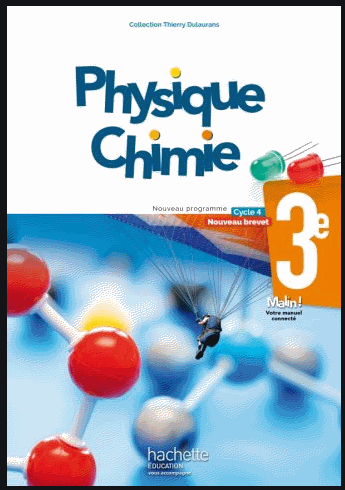 Collection Thierry Dulaurans
Physique
Chimie
Nouveau programme Cycle 4
Nouveau brevet
3e
Malin !
Votre manuel
connecté
hachette
ÉDUCATION
vous accompagne